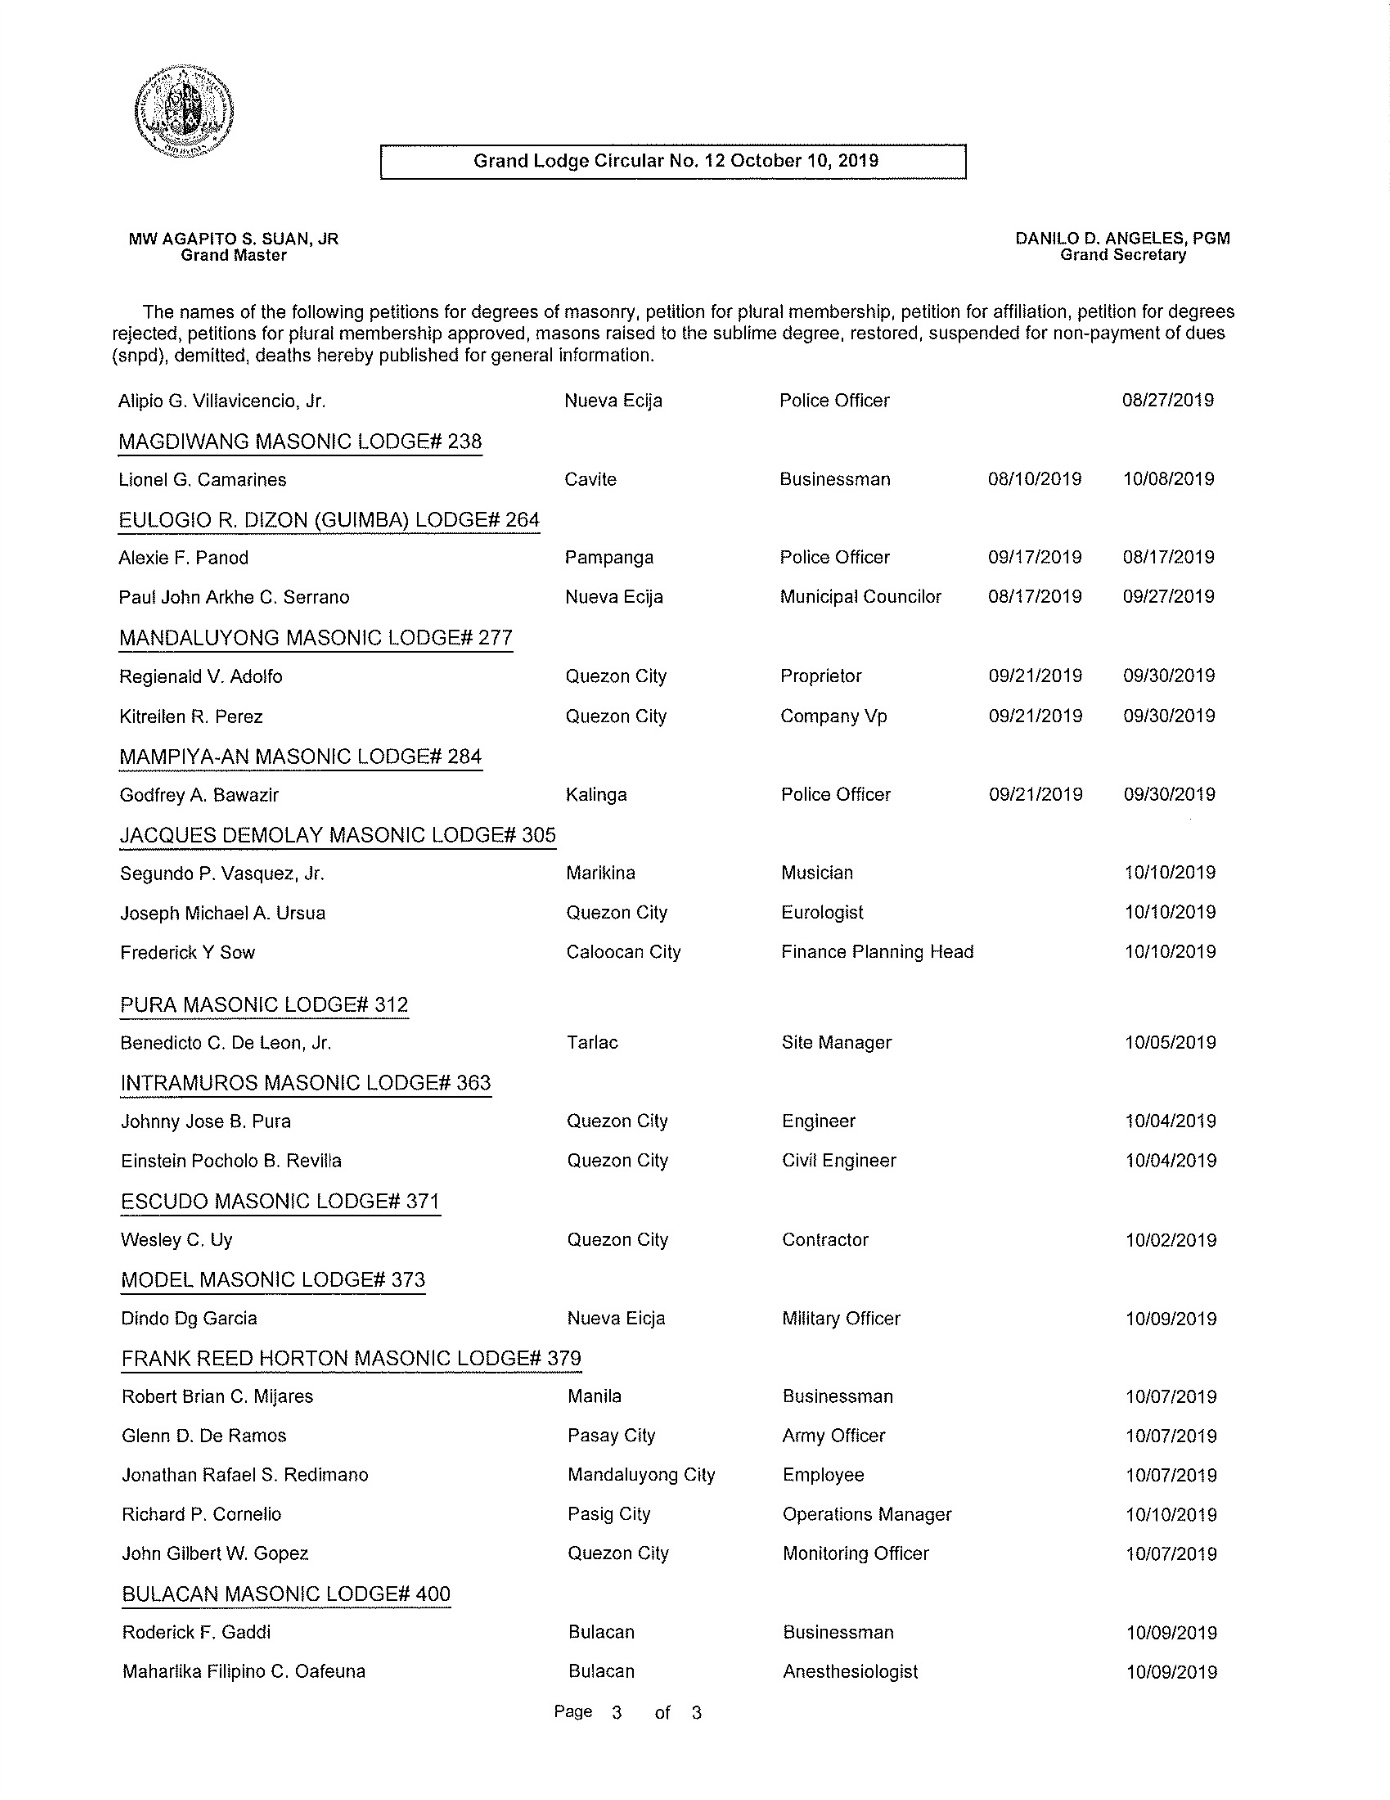 PHILIPPINES
Grand Lodge Circular No. 12 October 10, 2019
MW AGAPITO S. SUAN, JR DANILO D. ANGELES, PGM
Grand Master Grand Secretary
The names of the following petitions for degrees of masonry, petition for plural membership, petition for affiliation, petition for degrees
rejected, petitions for plural membership approved, masons raised to the sublime degree, restored, suspended for non-payment of dues
(snpd), demitted, deaths hereby published for general information.
Alipio G. Villavicencio, Jr. Nueva Ecija Police Officer 08/27/2019
MAGDIWANG MASONIC LODGE# 238
Lionel G. Camarines Cavite Businessman 08/10/2019 10/08/2019
EULOGIO R. DIZON (GUIMBA) LODGE# 264
Alexie F. Panod Pampanga Police Officer 09/17/2019 08/17/2019
Paul John Arkhe C. Serrano Nueva Ecija Municipal Councilor 08/17/2019 09/27/2019
MANDALUYONG MASONIC LODGE# 277
Regienald V. Adolfo Quezon City Proprietor 09/21/2019 09/30/2019
Kitrellen R. Perez Quezon City Company Vp 09/21/2019 09/30/2019
MAMPIYA-AN MASONIC LODGE# 284
Godfrey A. Bawazir Kalinga Police Officer 09/21/2019 09/30/2019
JACQUES DEMOLAY MASONIC LODGE# 305
Segundo P. Vasquez, Jr. Marikina Musician 10/10/2019
Joseph Michael A. Ursua Quezon City Eurologist 10/10/2019
Frederick Y Sow Caloocan City Finance Planning Head 10/10/2019
PURA MASONIC LODGE# 312
Benedicto C. De Leon, Jr. Tarlac Site Manager 10/05/2019
INTRAMUROS MASONIC LODGE# 363
Johnny Jose B. Pura Quezon City Engineer 10/04/2019
Einstein Pocholo B. Revilla Quezon City Civil Engineer 10/04/2019
ESCUDO MASONIC LODGE# 371
Wesley C. Uy Quezon City Contractor 10/02/2019
MODEL MASONIC LODGE# 373
Dindo Dg Garcia Nueva Eicja Military Officer 10/09/2019
FRANK REED HORTON MASONIC LODGE# 379
Robert Brian C. Mijares Manila Businessman 10/07/2019
Glenn D. De Ramos Pasay City Army Officer 10/07/2019
Jonathan Rafael S. Redimano Mandaluyong City Employee 10/07/2019
Richard P. Cornelio Pasig City Operations Manager 10/10/2019
John Gilbert W. Gopez Quezon City Monitoring Officer 10/07/2019
BULACAN MASONIC LODGE# 400
Roderick F. Gaddi Bulacan Businessman 10/09/2019
Maharlika Filipino C. Oafeuna Bulacan Anesthesiologist 10/09/2019
Page 3 of 3